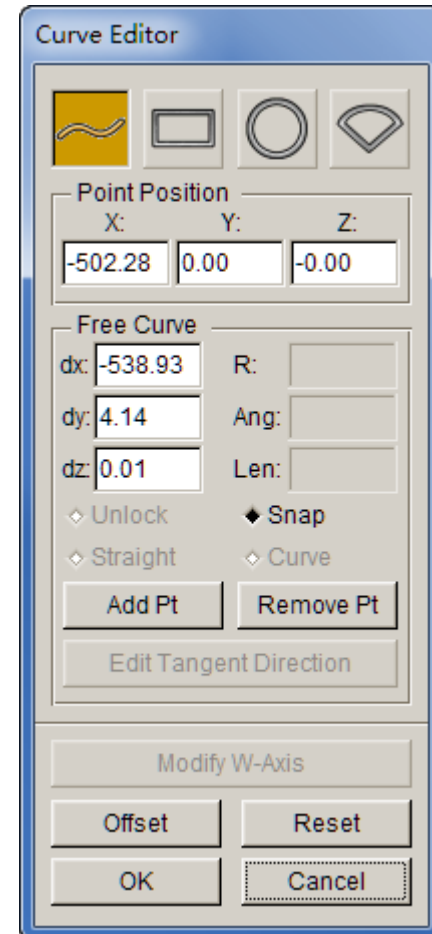 Curve Editor
Point Position
X: Y: Z:
-502.28 0.00 -0.00
Free Curve
dx: -538.93 R:
dy: 4.14 Ang:
dz: 0.01 Len:
Unlock Snap
Straight Curve
Add Pt Remove Pt
Edit Tangent Direction
Modify W-Axis
Offset Reset
OK Cancel